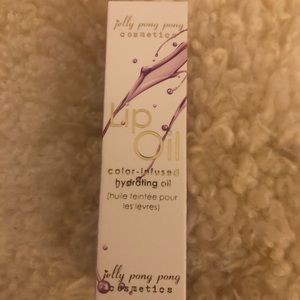 jelly pong pong
cosmetics
Lip
Oil
color-infused
hydrating oil
(huile teintée pour
les lèvres)
jelly pong pong
cosmetics